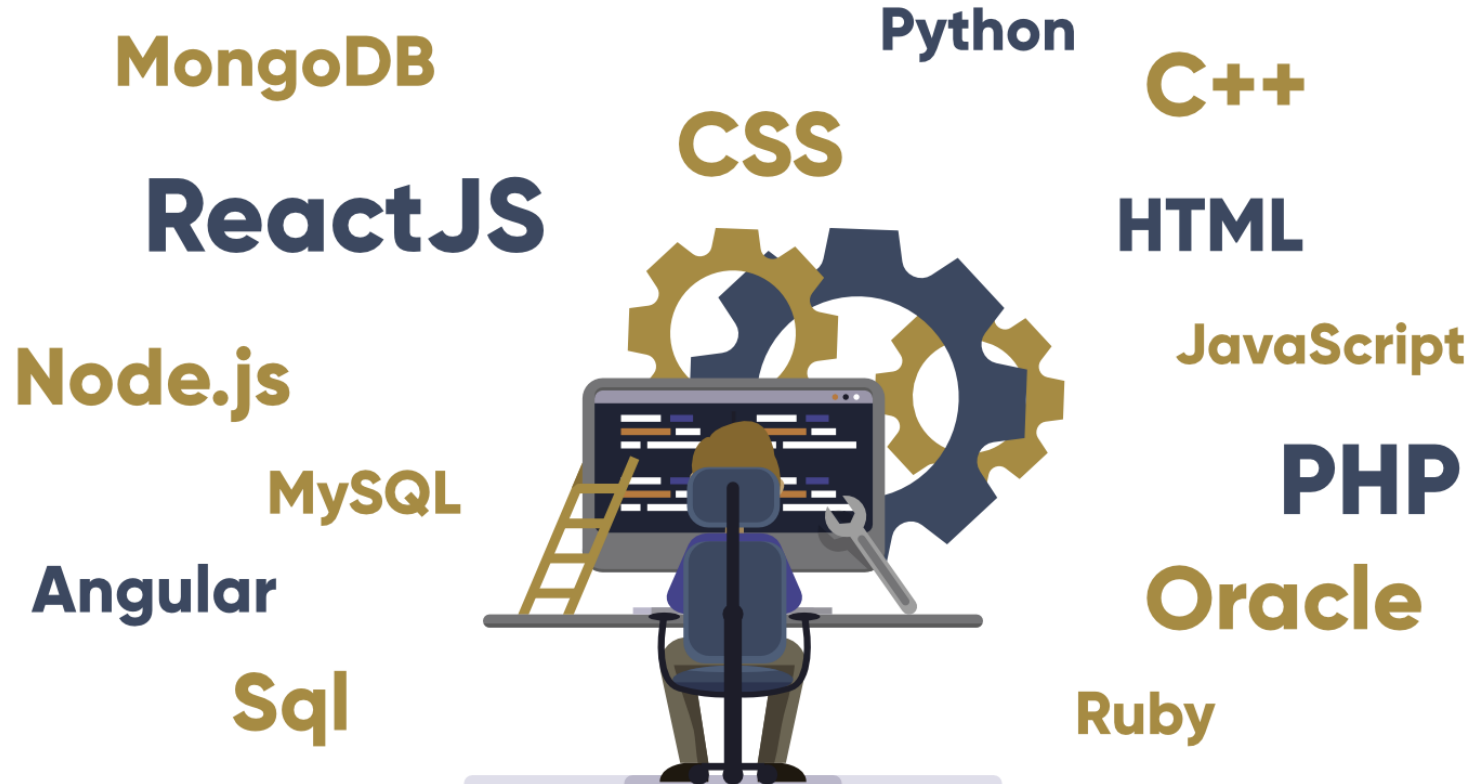 Python
MongoDB
C++
CSS
ReactJS
HTML
JavaScript
Node.js
PHP
MySQL
Angular
Oracle
Sql
Ruby